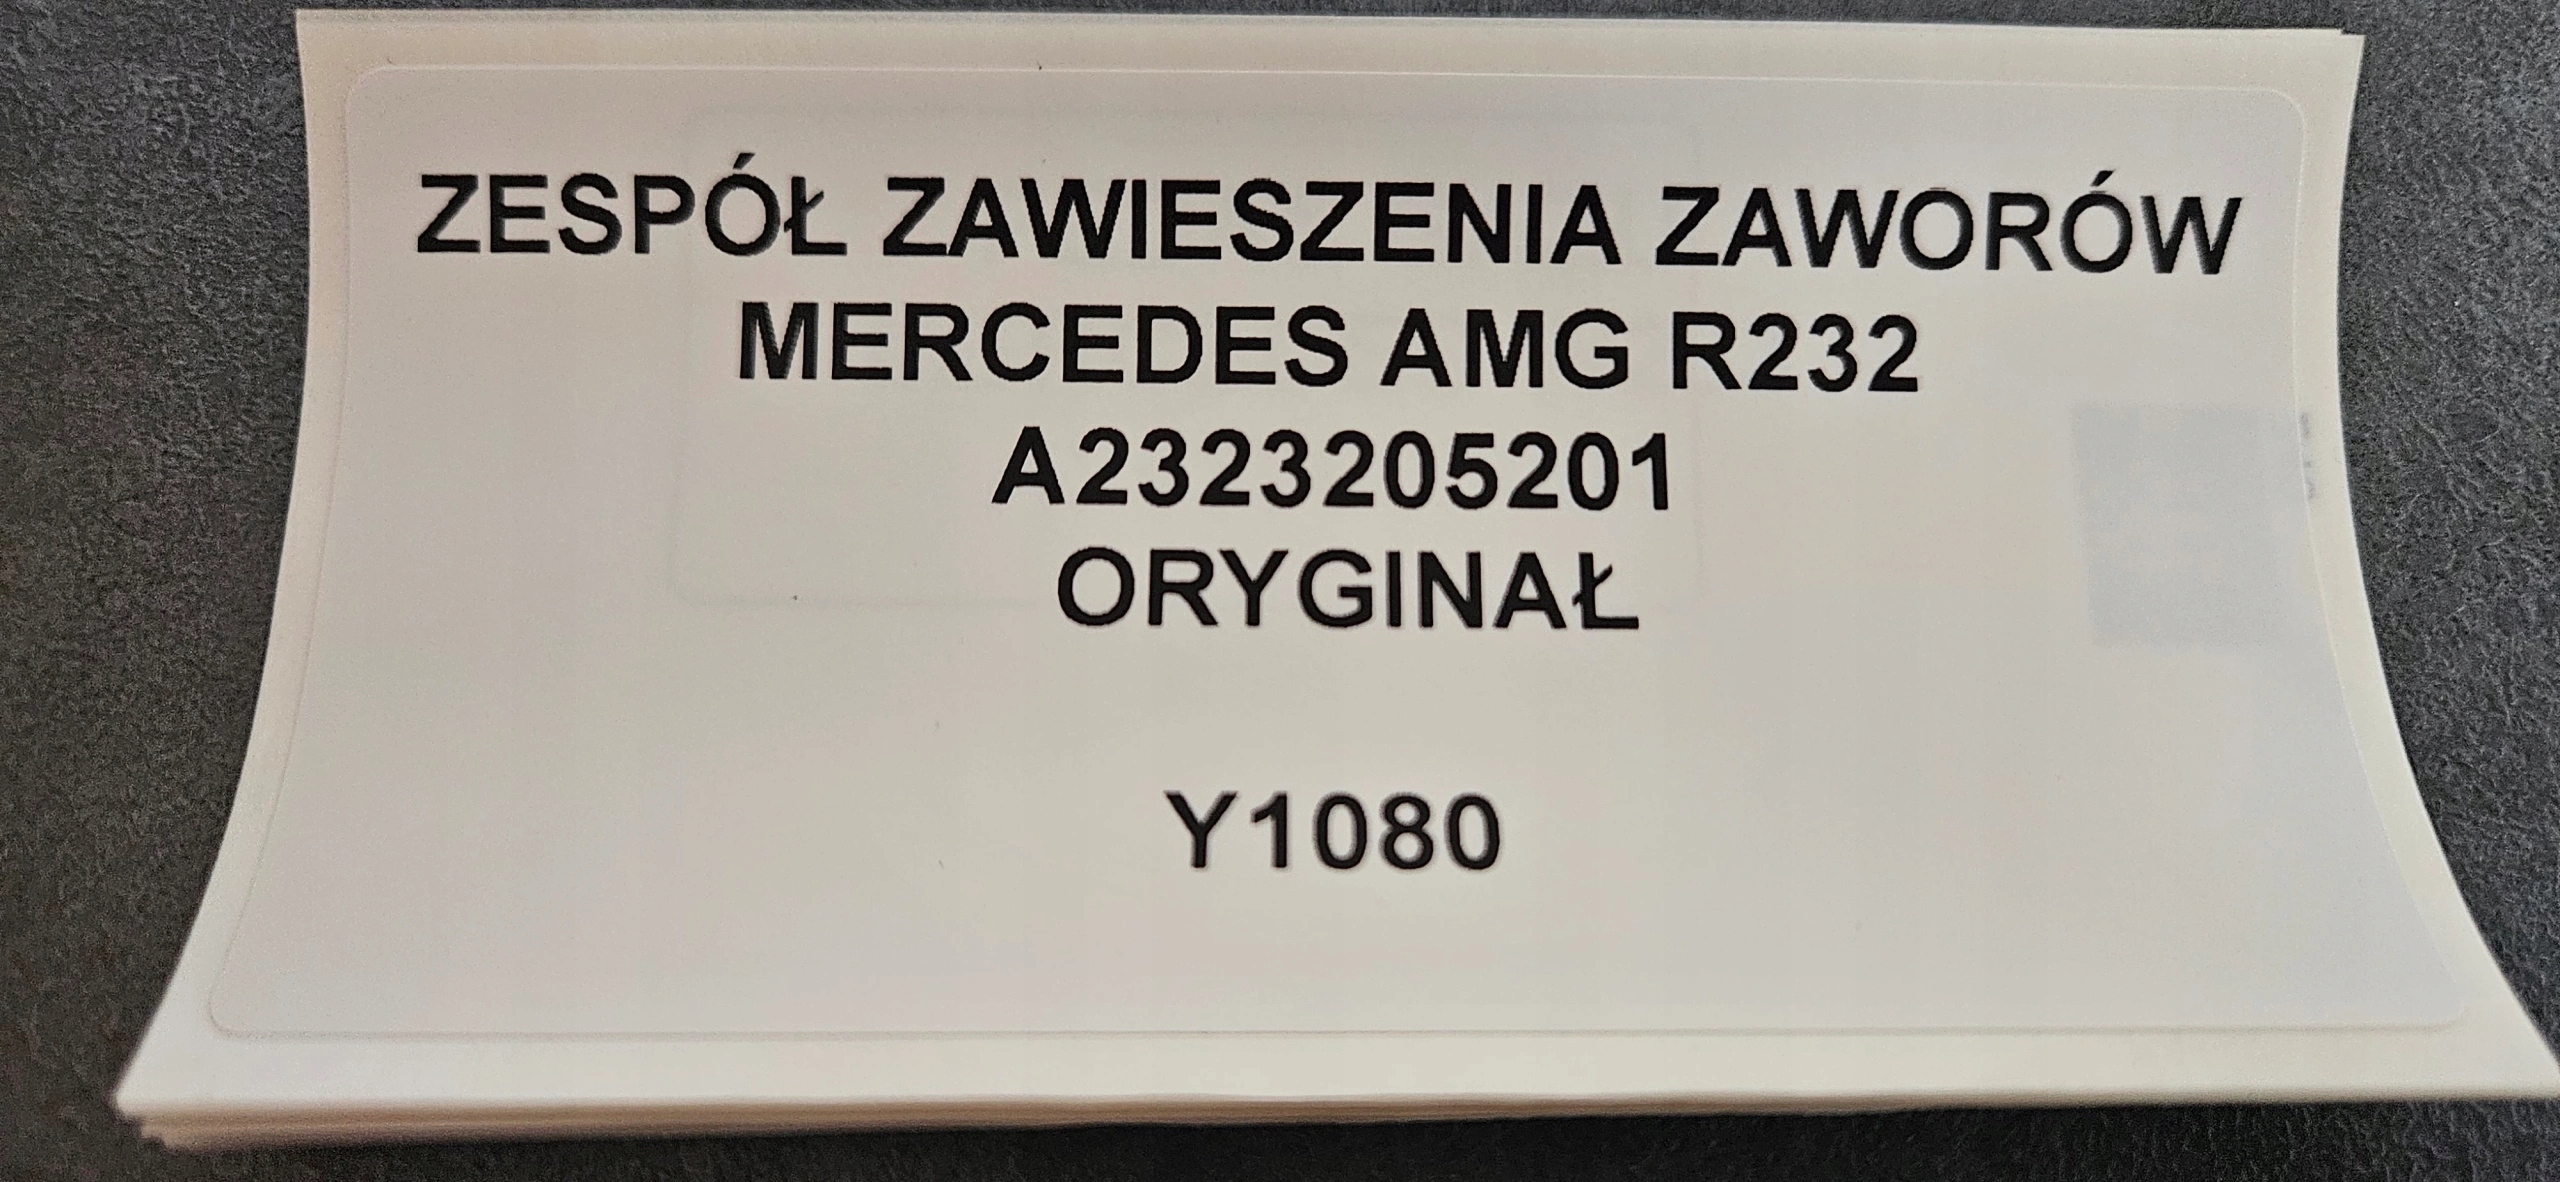 ZESPÓŁ ZAWIESZENIA ZAWORÓW
MERCEDES AMG R232
A2323205201
ORYGINAŁ
Y1080